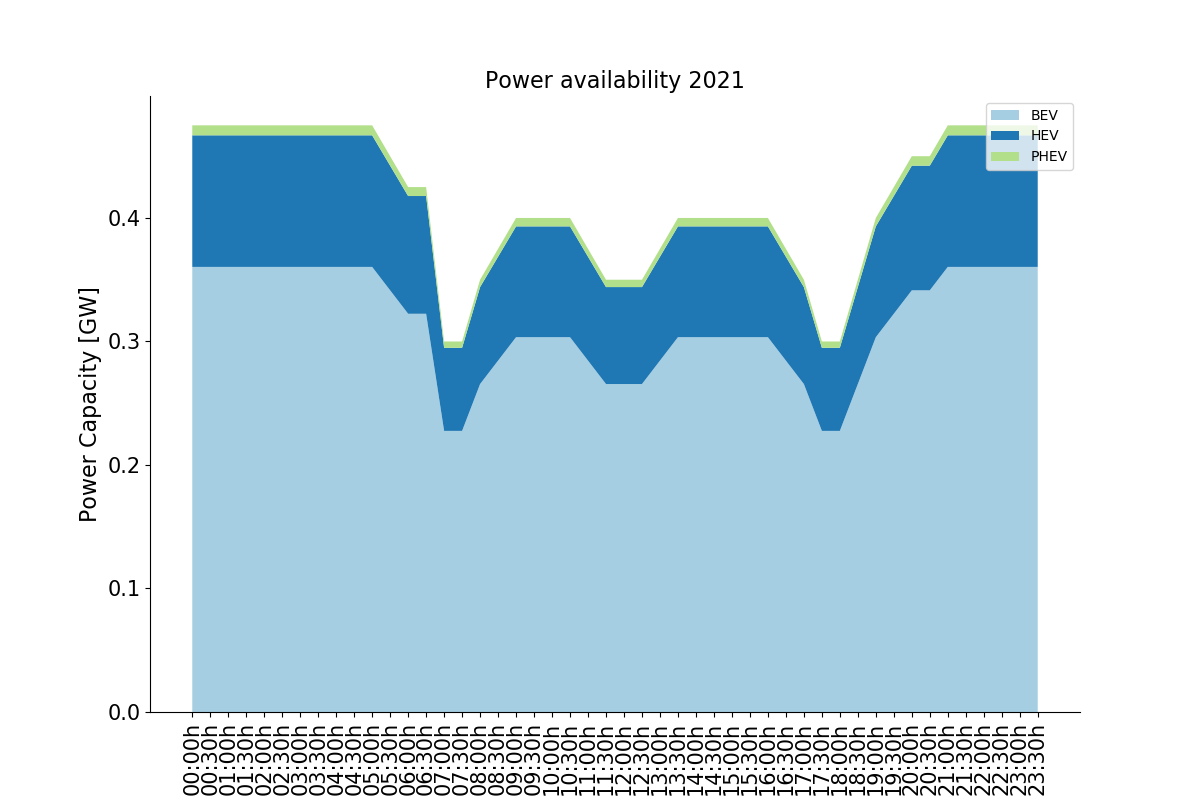 Power availability 2021
BEV
HEV
PHEV
Power Capacity [GW]
0.4
0.3
0.2
0.1
0.0
00:00h
00:30h
01:00h
01:30h
02:00h
02:30h
03:00h
03:30h
04:00h
04:30h
05:00h
05:30h
06:00h
06:30h
07:00h
07:30h
08:00h
08:30h
09:00h
09:30h
10:00h
10:30h
11:00h
11:30h
12:00h
12:30h
13:00h
13:30h
14:00h
14:30h
15:00h
15:30h
16:00h
16:30h
17:00h
17:30h
18:00h
18:30h
19:00h
19:30h
20:00h
20:30h
21:00h
21:30h
22:00h
22:30h
23:00h
23:30h